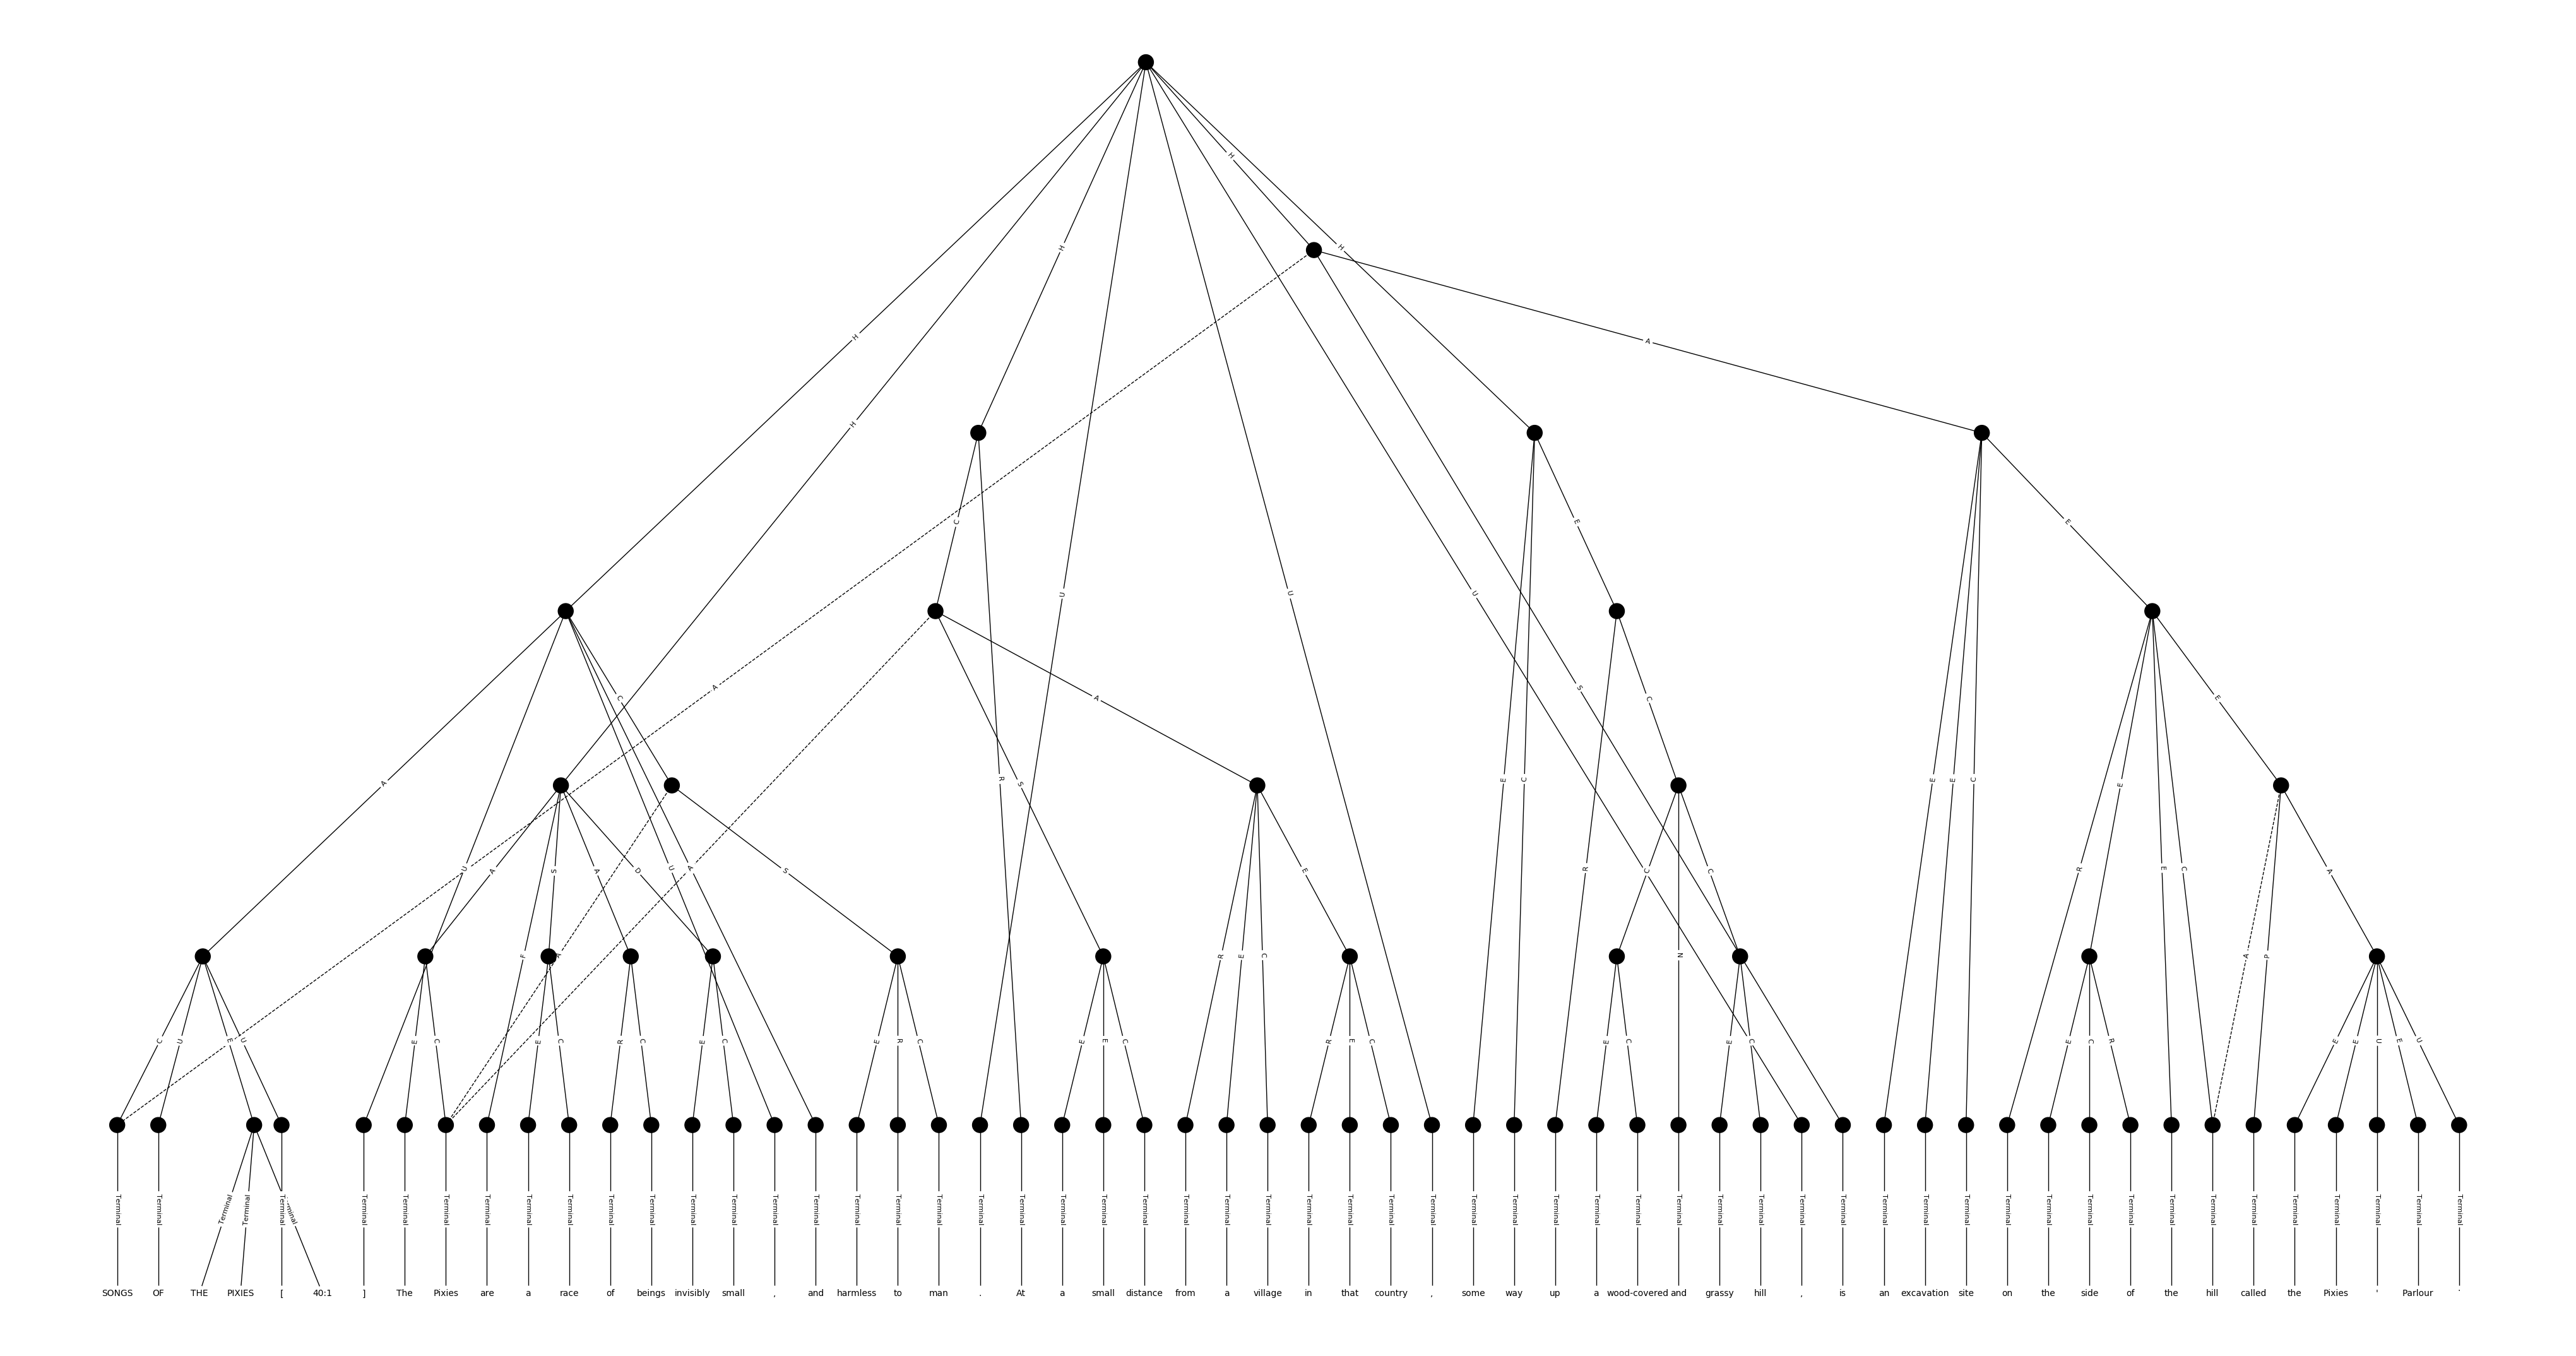 H
H
H
H
H
A
C
E
E
H
U
U
U
C
A
S
C
E
A
A
R
S
E
C
E
E
C
E
U
A
S
A
D
U
A
S
E
R
C
C
R
E
C
A
F
A
R
E
C
N
A
P
C
U
E
U
E
C
E
C
R
C
E
C
E
R
C
E
E
C
R
E
C
E
C
E
C
E
C
R
E
E
U
E
U
Terminal Terminal Terminal Terminal Terminal Terminal Terminal Terminal Terminal Terminal Terminal Terminal Terminal Terminal Terminal Terminal Terminal Terminal Terminal Terminal Terminal Terminal Terminal Terminal Terminal Terminal Terminal Terminal Terminal Terminal Terminal Terminal Terminal Terminal Terminal Terminal Terminal Terminal Terminal Terminal Terminal Terminal Terminal Terminal Terminal Terminal Terminal Terminal Terminal Terminal Terminal Terminal Terminal Terminal Terminal Terminal Terminal Terminal
SONGS OF THE PIXIES [ 40:1 ] The Pixies are a race of beings invisibly small , and harmless to man . At a small distance from a village in that country , some way up a wood-covered and grassy hill , is an excavation site on the side of the hill called the Pixies ' Parlour .